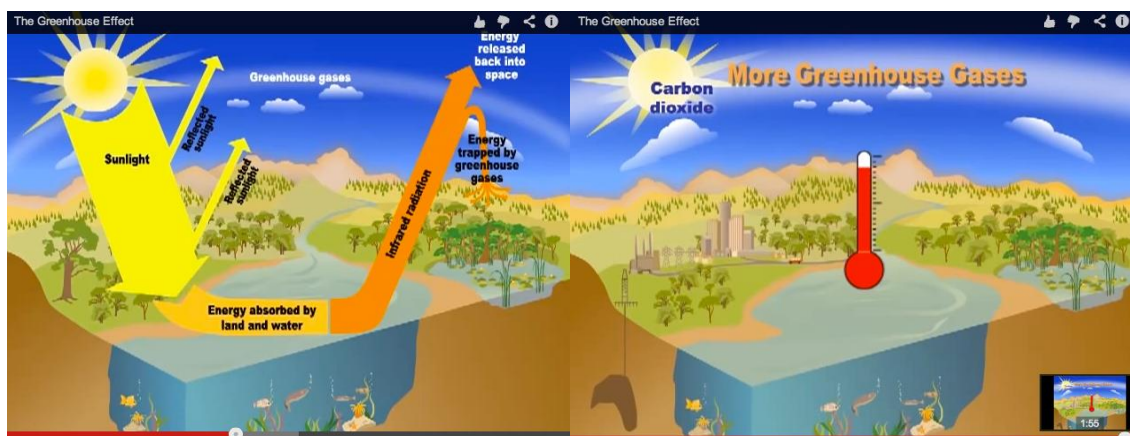 The Greenhouse Effect
Energy
released
back into
space
Greenhouse gases
Reflected
sunlight
Sunlight
Reflected
sunlight
Energy
trapped by
greenhouse
gases
Infrared radiation
Energy absorbed by
land and water
The Greenhouse Effect
More Greenhouse Gases
Carbon
dioxide
1:55